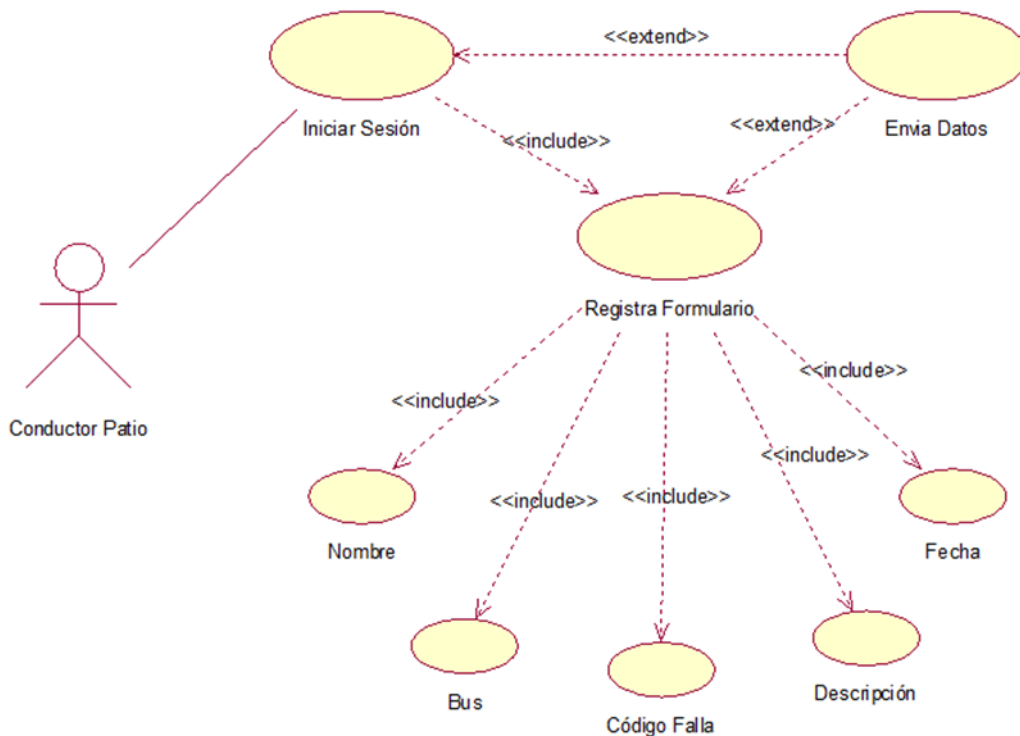 <<extend>>
Iniciar Sesión
<<extend>>
Envia Datos
<<include>>
Registra Formulario
Conductor Patio
<<include>>
<<include>>
<<include>>
<<include>>
<<include>>
Nombre
Fecha
Bus
Código Falla
Descripción